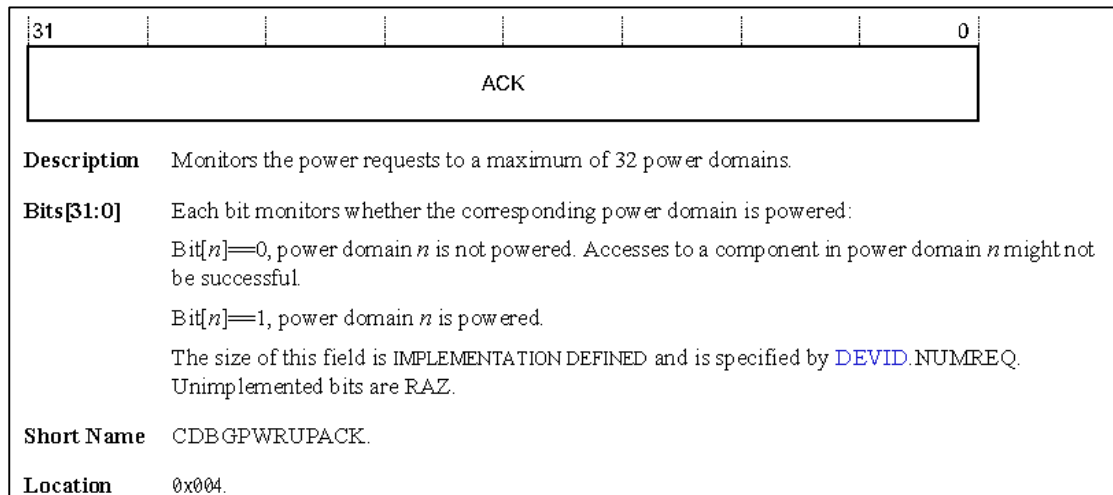 31 0
ACK
Description Monitors the power requests to a maximum of 32 power domains.
Bits[31:0] Each bit monitors whether the corresponding power domain is powered:
Bit[n]==0, power domain n is not powered. Accesses to a component in power domain n might not
be successful.
Bit[n]==1, power domain n is powered.
The size of this field is IMPLEMENTATION DEFINED and is specified by DEVID.NUMREQ.
Unimplemented bits are RAZ.
Short Name CDBGPWRUPACK.
Location 0x004.